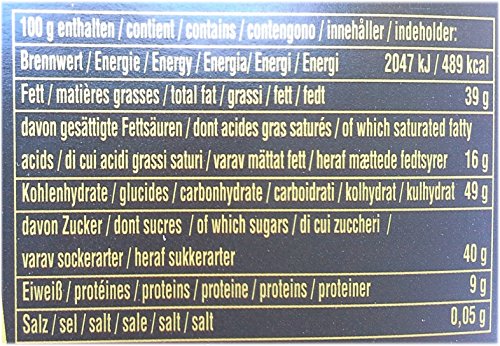 100 g enthalten / contient / contains / contengono / innehåller / indeholder:
Brennwert / Energie / Energy / Energía / Energi / Energi 2047 kJ / 489 kcal
Fett / matières grasses / total fat / grassi / fett / fedt 39 g
davon gesättigte Fettsäuren / dont acides gras saturés / of which saturated fatty
acids / di cui acidi grassi saturi / varav mättat fett / heraf mættede fedtsyrer 16 g
Kohlenhydrate / glucides / carbonhydrate / carboidrati / kolhydrat / kulhydrat 49 g
davon Zucker / dont sucres / of which sugars / di cui zuccheri /
varav sockerarter / heraf sukkerarter 40 g
Eiweiß / protéines / proteins / proteine / proteins / proteiner 9 g
Salz / sel / salt / sale / salt / salt 0,05 g